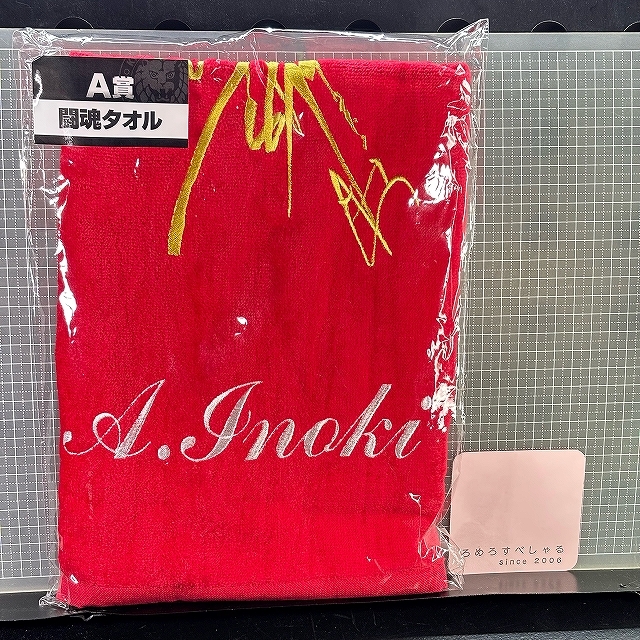 A賞
闘魂タオル
A.Inoki
ろめろすぺしゃる
since 2006